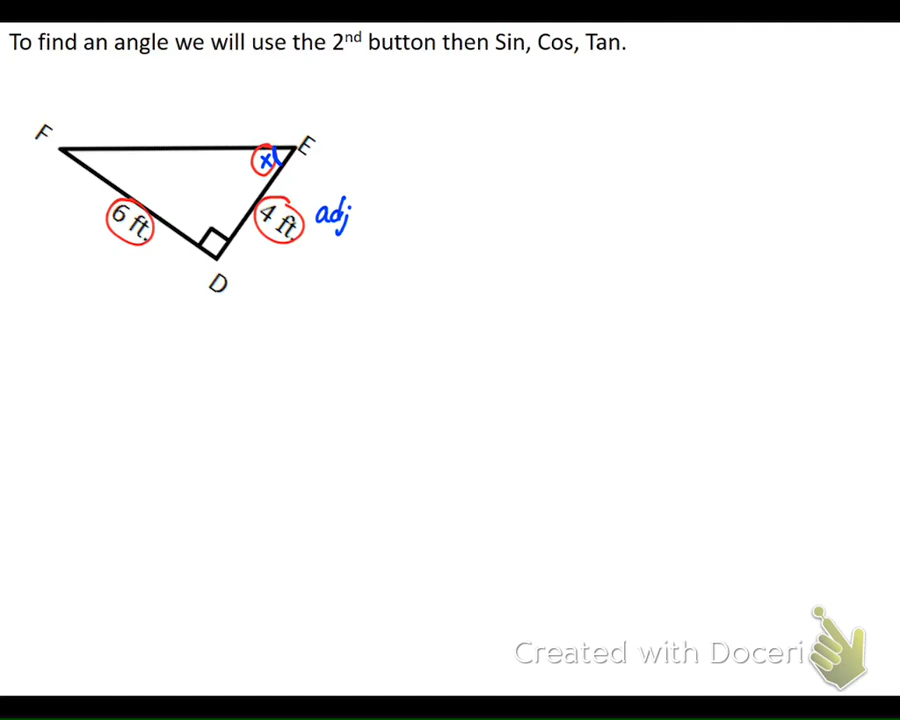 To find an angle we will use the 2nd button then Sin, Cos, Tan.
F
E
x
6 ft.
4 ft.
adj
D
Created with Doceri